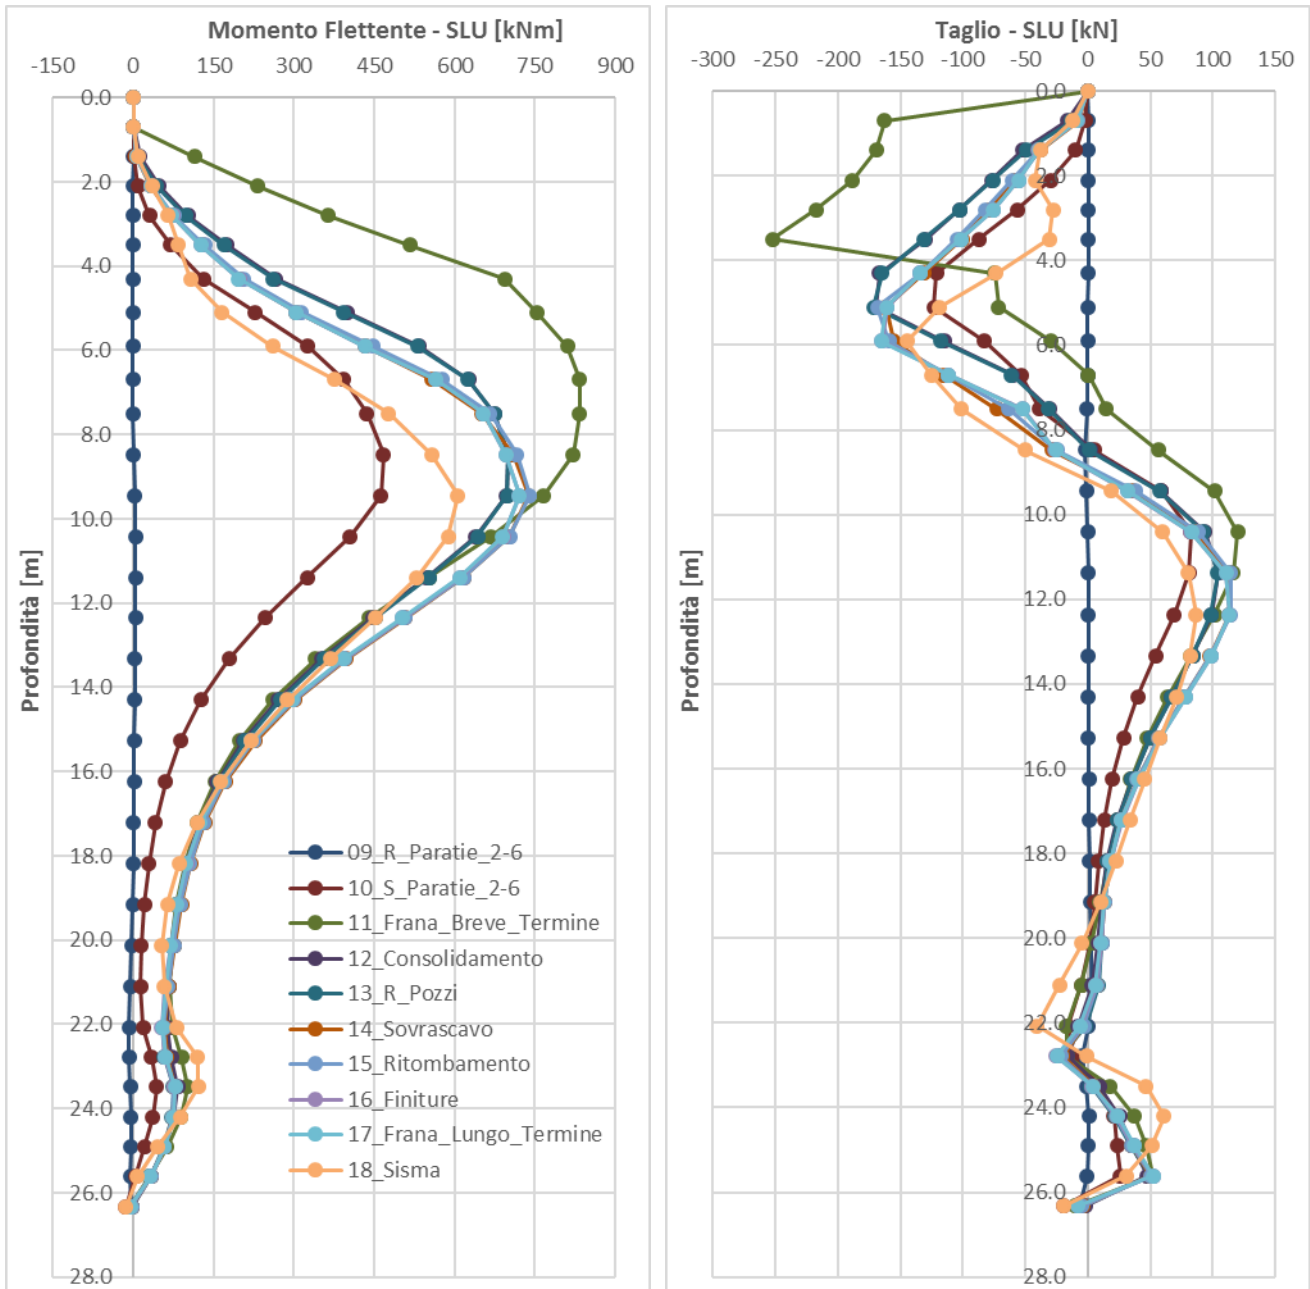 Momento Flettente - SLU [kNm]
-150 0 150 300 450 600 750 900
0.0
2.0
4.0
6.0
8.0
10.0
12.0
14.0
16.0
18.0
20.0
22.0
24.0
26.0
28.0
Profondità [m]
09_R_Paratie_2-6
10_S_Paratie_2-6
11_Frana_Breve_Termine
12_Consolidamento
13_R_Pozzi
14_Sovrascavo
15_Ritombamento
16_Finiture
17_Frana_Lungo_Termine
18_Sisma
Taglio - SLU [kN]
-300 -250 -200 -150 -100 -50 0 50 100 150
0.0
2.0
4.0
6.0
8.0
10.0
12.0
14.0
16.0
18.0
20.0
22.0
24.0
26.0
28.0
Profondità [m]